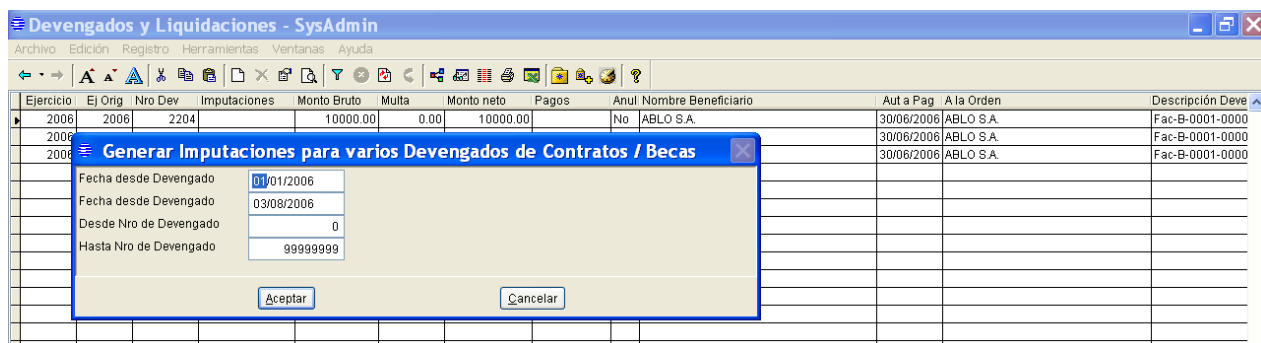 Devengados y Liquidaciones - SysAdmin
Archivo Edición Registro Herramientas Ventanas Ayuda
Ejercicio Ej Orig Nro Dev Imputaciones Monto Bruto Multa Monto neto Pagos Anul Nombre Beneficiario Aut a Pag A la Orden Descripción Deve
2006 2006 2204 10000.00 0.00 10000.00 No ABLO S.A. 30/06/2006 ABLO S.A. Fac-B-0001-0000
2006 30/06/2006 ABLO S.A. Fac-B-0001-0000
2006 30/06/2006 ABLO S.A. Fac-B-0001-0000
Generar Imputaciones para varios Devengados de Contratos / Becas
Fecha desde Devengado 01/01/2006
Fecha desde Devengado 03/08/2006
Desde Nro de Devengado 0
Hasta Nro de Devengado 99999999
Aceptar Cancelar